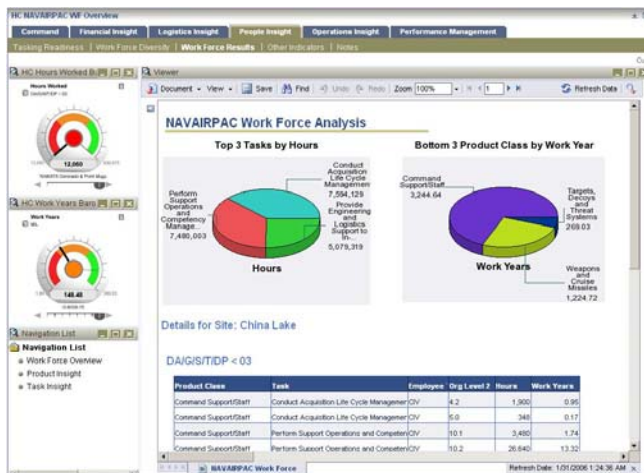 HC NAVAIRPAC WF Overview
Command Financial Insight Logistics Insight People Insight Operations Insight Performance Management
Tasking Readiness | Work Force Diversity | Work Force Results | Other Indicators | Notes
HC Hours Worked
Hours Worked
DA/G/S/T/DP < 03
12,060
HC Work Years Baro
Work Years
148.48
Navigation List
Navigation List
Work Force Overview
Product Insight
Task Insight
Viewer
Document View Save Find Undo Redo Zoom 100% 1 Refresh Data
NAVAIRPAC Work Force Analysis
Top 3 Tasks by Hours
Conduct
Acquisition
Life Cycle
Management
7,594,129
Perform
Support
Operations
and
Competency
Manage...
7,480,003
Provide
Engineering
and
Logistics
Support to
In-...
5,079,319
Hours
Bottom 3 Product Class by Work Year
Command
Support/Staff
3,244.64
Targets,
Decoys
and
Threat
Systems
269.03
Work Years
Weapons
and
Cruise
Missiles
1,224.72
Details for Site: China Lake
DA/G/S/T/DP < 03
Product Class Task Employee Org Level 2 Hours Work Years
Command Support/Staff Conduct Acquisition Life Cycle Managemer CIV 4.2 1,900 0.95
Command Support/Staff Conduct Acquisition Life Cycle Managemer CIV 5.0 348 0.17
Command Support/Staff Perform Support Operations and Competen CIV 10.1 3,480 1.74
Command Support/Staff Perform Support Operations and Competen CIV 10.2 26,640 13.32
NAVAIRPAC Work Force
Refresh Date: 1/31/2006 1:24:36 AM